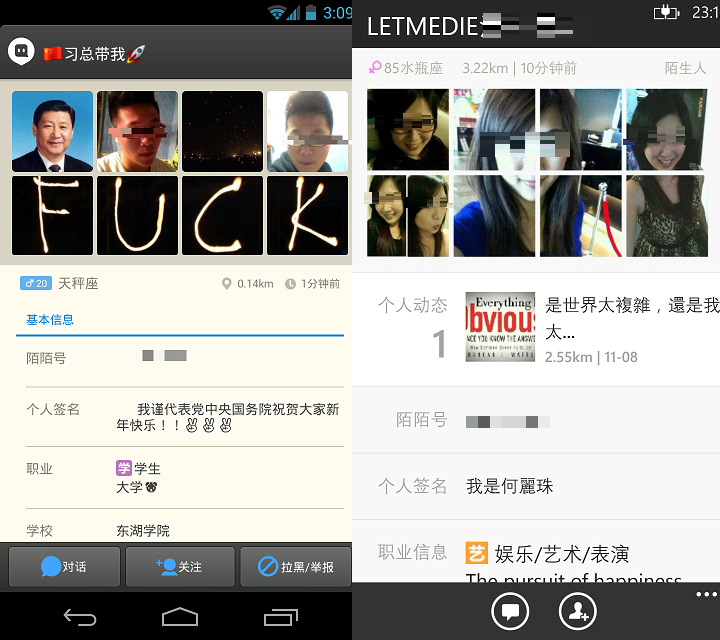 3:09
习总带我
F U C K
♂20 天秤座 0.14km 1分钟前
基本信息
陌陌号
个人签名 我谨代表党中央国务院祝贺大家新
年快乐！！✌✌✌
职业 学 学生
大学
学校 东湖学院
对话 关注 拉黑/举报
23:1
LETMEDIE
♀85水瓶座 3.22km | 10分钟前 陌生人
个人动态
1
Everything
Obvious
ONCE YOU KNOW THE ANSWER
是世界太複雜，還是我
太...
2.55km | 11-08
陌陌号
个人签名 我是何麗珠
职业信息 艺 娱乐/艺术/表演
The pursuit of happiness